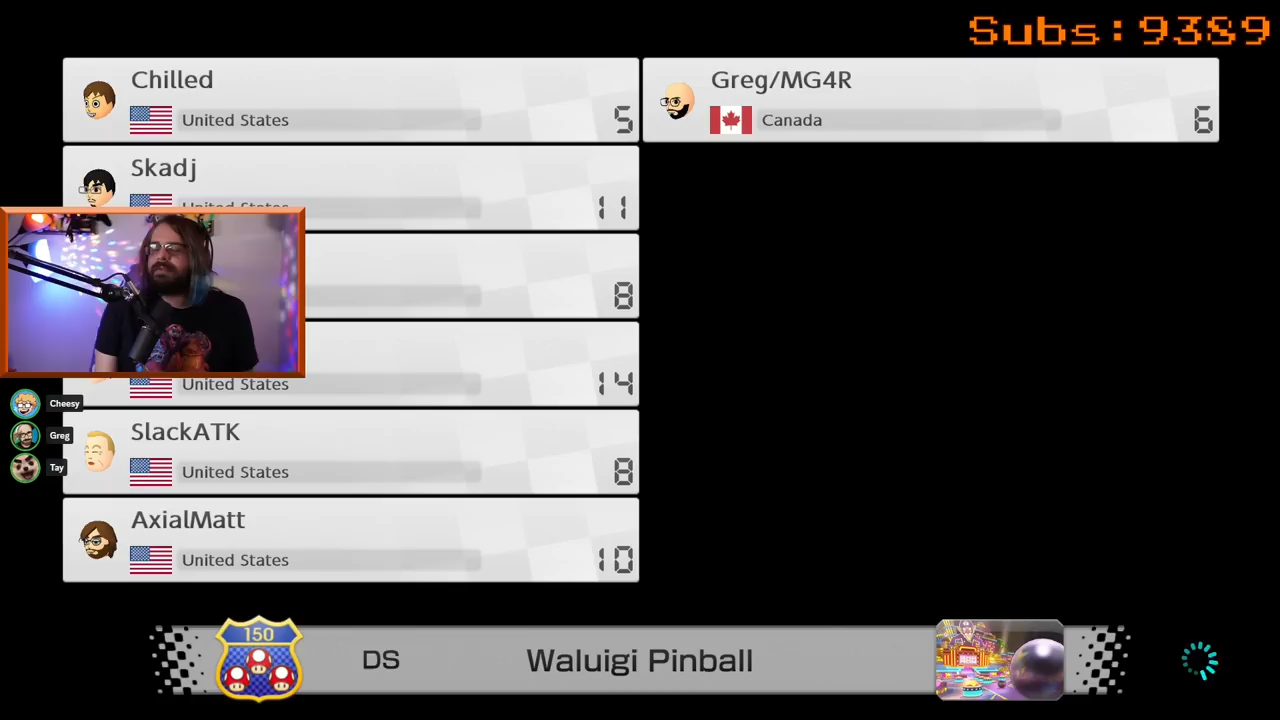 Subs:9389
Chilled
United States
5
Greg/MG4R
Canada
6
Skadj
11
8
United States
14
Cheesy
Greg
Tay
SlackATK
United States
8
AxialMatt
United States
10
150
DS
Waluigi Pinball